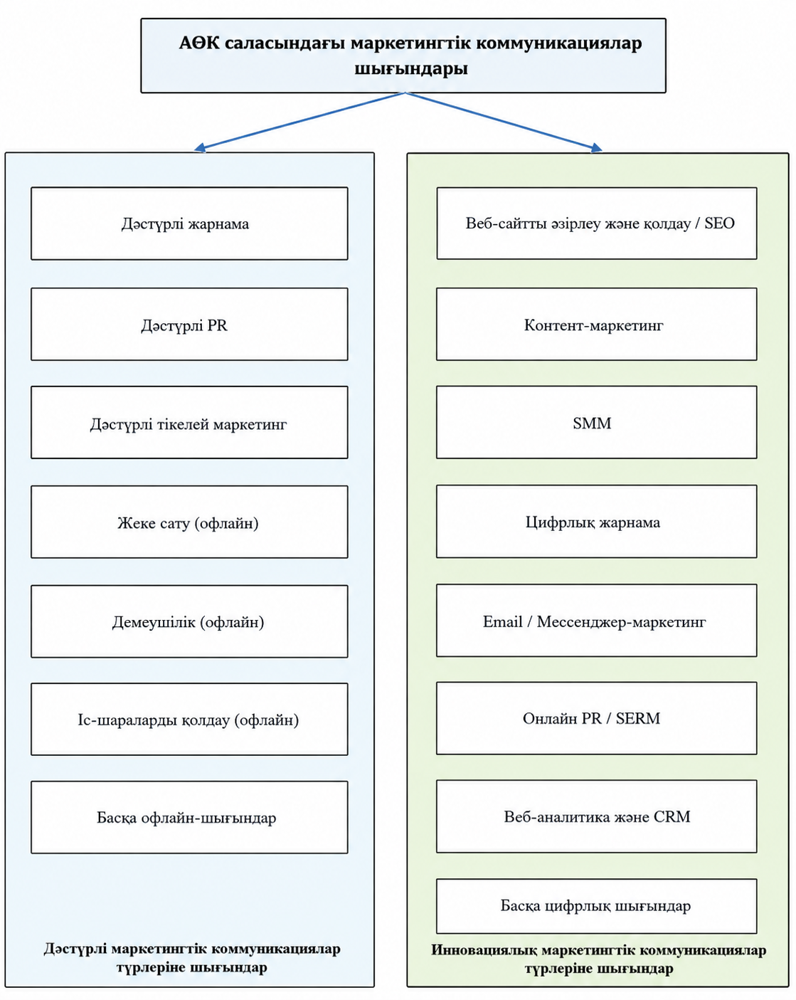 АӨК саласындағы маркетингтік коммуникациялар
шығындары
Дәстүрлі жарнама
Дәстүрлі PR
Дәстүрлі тікелей маркетинг
Жеке сату (офлайн)
Демеушілік (офлайн)
Іс-шараларды қолдау (офлайн)
Басқа офлайн-шығындар
Дәстүрлі маркетингтік коммуникациялар
түрлеріне шығындар
Веб-сайтты әзірлеу және қолдау / SEO
Контент-маркетинг
SMM
Цифрлық жарнама
Email / Мессенджер-маркетинг
Онлайн PR / SERM
Веб-аналитика және CRM
Басқа цифрлық шығындар
Инновациялық маркетингтік коммуникациялар
түрлеріне шығындар